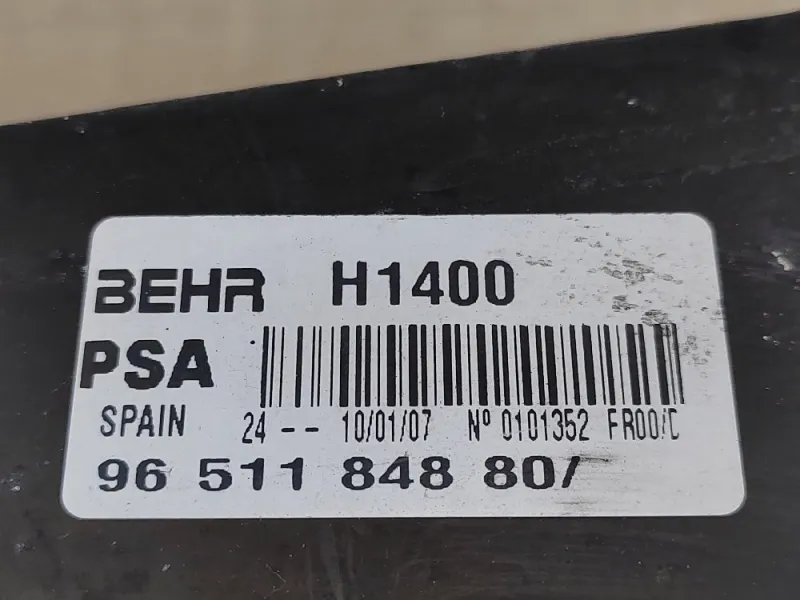 BEHR H1400
PSA
SPAIN 24 -- 10/01/07 Nº 0101352 FR00/C
96 511 848 80/